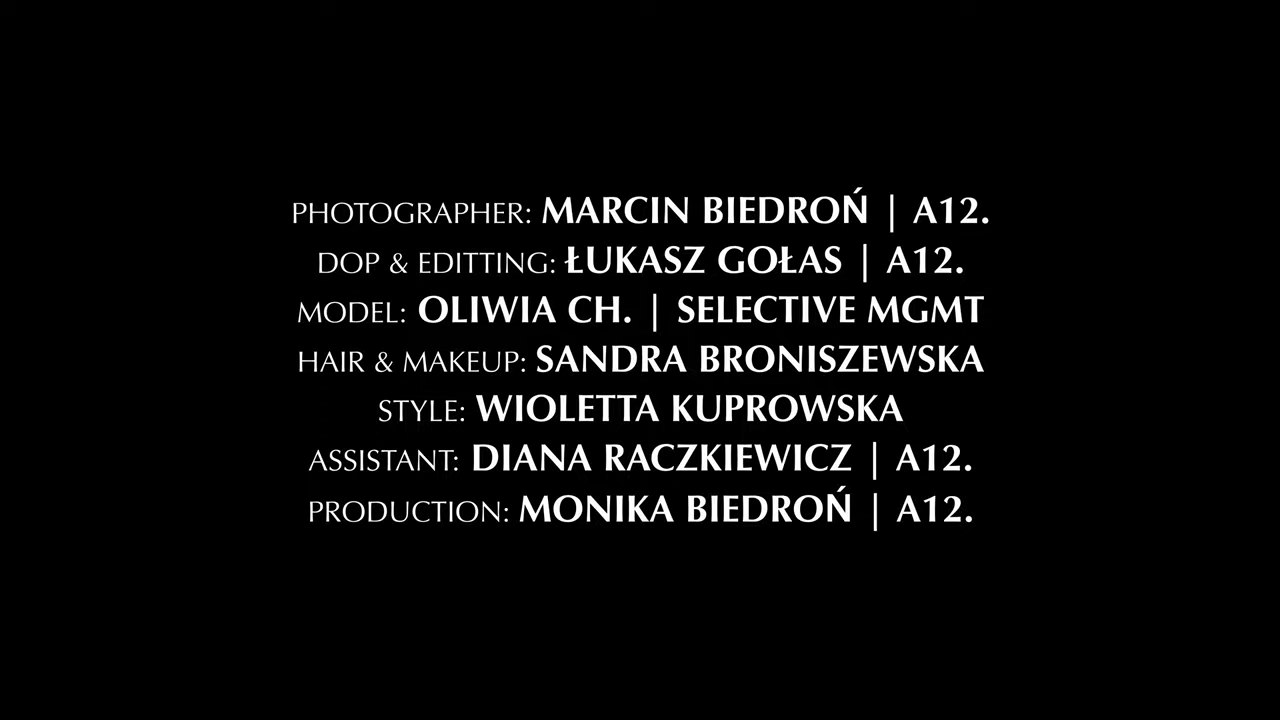 PHOTOGRAPHER: MARCIN BIEDROŃ | A12.
DOP & EDITTING: ŁUKASZ GOŁAS | A12.
MODEL: OLIWIA CH. | SELECTIVE MGMT
HAIR & MAKEUP: SANDRA BRONISZEWSKA
STYLE: WIOLETTA KUPROWSKA
ASSISTANT: DIANA RACZKIEWICZ | A12.
PRODUCTION: MONIKA BIEDROŃ | A12.